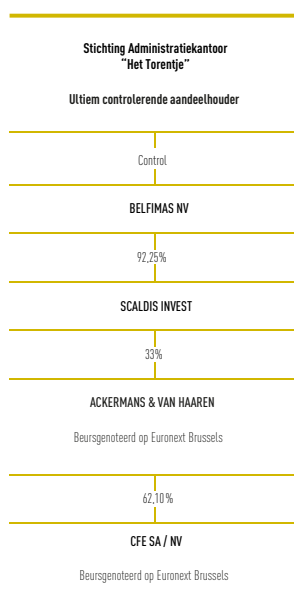 Stichting Administratiekantoor
“Het Torentje”
Ultiem controlerende aandeelhouder
Control
BELFIMAS NV
92,25%
SCALDIS INVEST
33%
ACKERMANS & VAN HAAREN
Beursgenoteerd op Euronext Brussels
62,10%
CFE SA / NV
Beursgenoteerd op Euronext Brussels